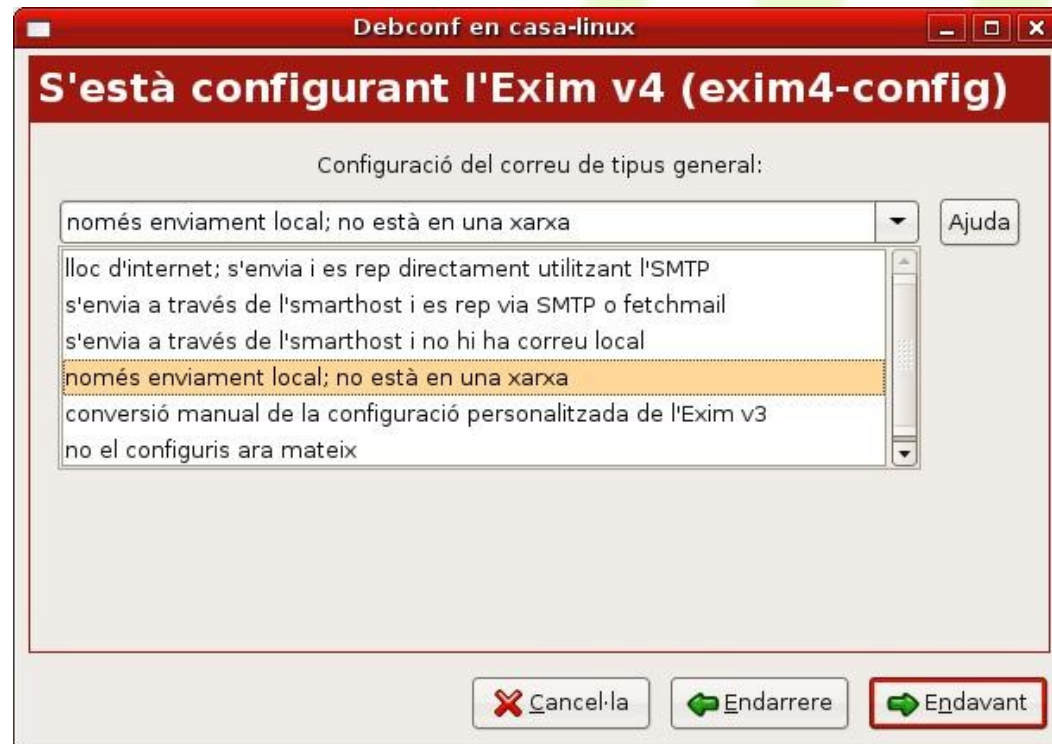 Debconf en casa-linux
S'està configurant l'Exim v4 (exim4-config)
Configuració del correu de tipus general:
només enviament local; no està en una xarxa
Ajuda
lloc d'internet; s'envia i es rep directament utilitzant l'SMTP
s'envia a través de l'smarthost i es rep via SMTP o fetchmail
s'envia a través de l'smarthost i no hi ha correu local
només enviament local; no està en una xarxa
conversió manual de la configuració personalitzada de l'Exim v3
no el configuris ara mateix
Cancel·la
Endarrere
Endavant